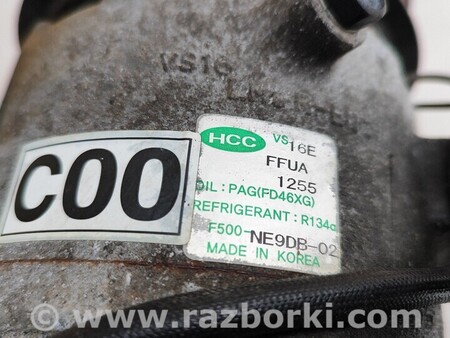 VS16
C00
HCC VS16E
FFUA
1255
OIL: PAG(FD46XG)
REFRIGERANT: R134a
F500-NE9DB-02
MADE IN KOREA
www.razborki.com